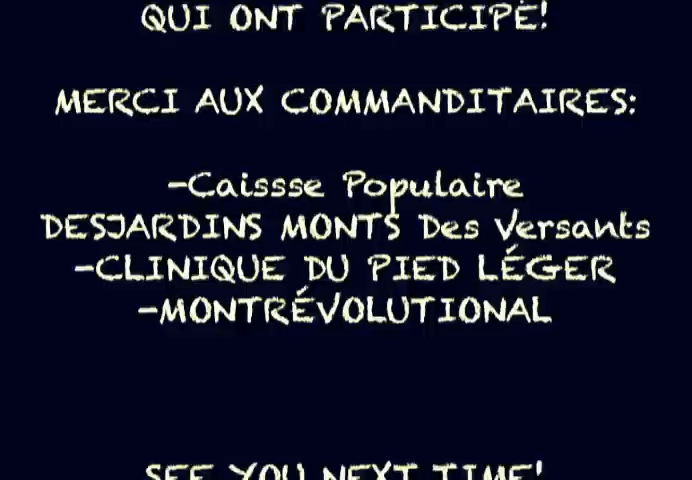 QUI ONT PARTICIPÉ!
MERCI AUX COMMANDITAIRES:
-Caissse Populaire
DESJARDINS MONTS Des Versants
-CLINIQUE DU PIED LÉGER
-MONTRÉVOLUTIONAL
SEE YOU NEXT TIME!